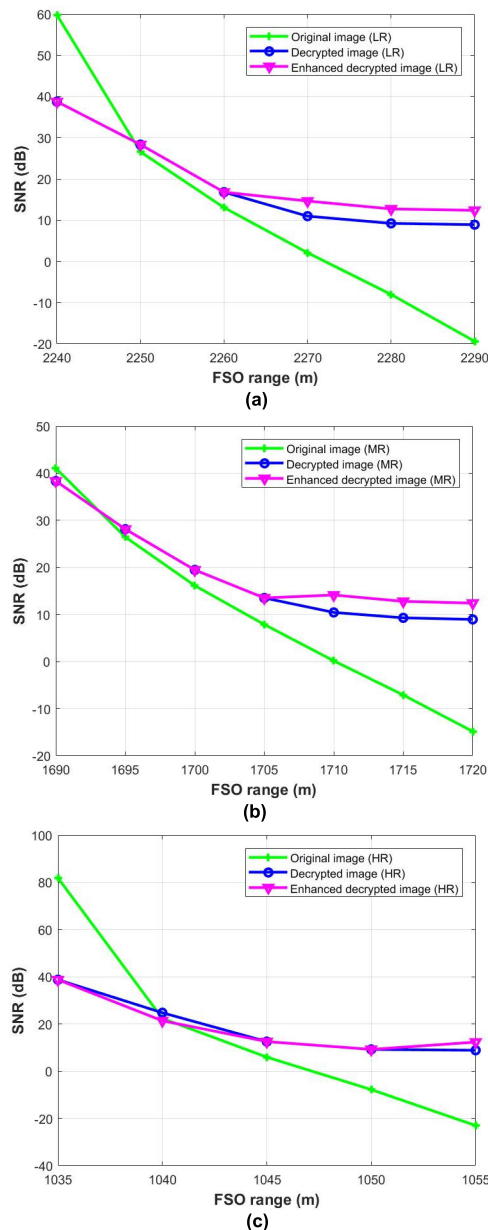 60
50
40
30
20
10
0
-10
-20
SNR (dB)
Original image (LR)
Decrypted image (LR)
Enhanced decrypted image (LR)
2240 2250 2260 2270 2280 2290
FSO range (m)
(a)
50
40
30
20
10
0
-10
-20
SNR (dB)
Original image (MR)
Decrypted image (MR)
Enhanced decrypted image (MR)
1690 1695 1700 1705 1710 1715 1720
FSO range (m)
(b)
100
80
60
40
20
0
-20
-40
SNR (dB)
Original image (HR)
Decrypted image (HR)
Enhanced decrypted image (HR)
1035 1040 1045 1050 1055
FSO range (m)
(c)